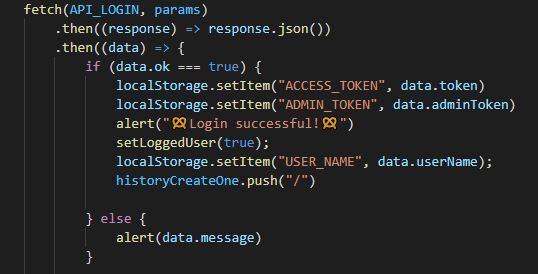 fetch(API_LOGIN, params)
.then((response) => response.json())
.then((data) => {
if (data.ok === true) {
localStorage.setItem("ACCESS_TOKEN", data.token)
localStorage.setItem("ADMIN_TOKEN", data.adminToken)
alert("🥨Login successful!🥨")
setLoggedUser(true);
localStorage.setItem("USER_NAME", data.userName);
historyCreateOne.push("/")
} else {
alert(data.message)
}